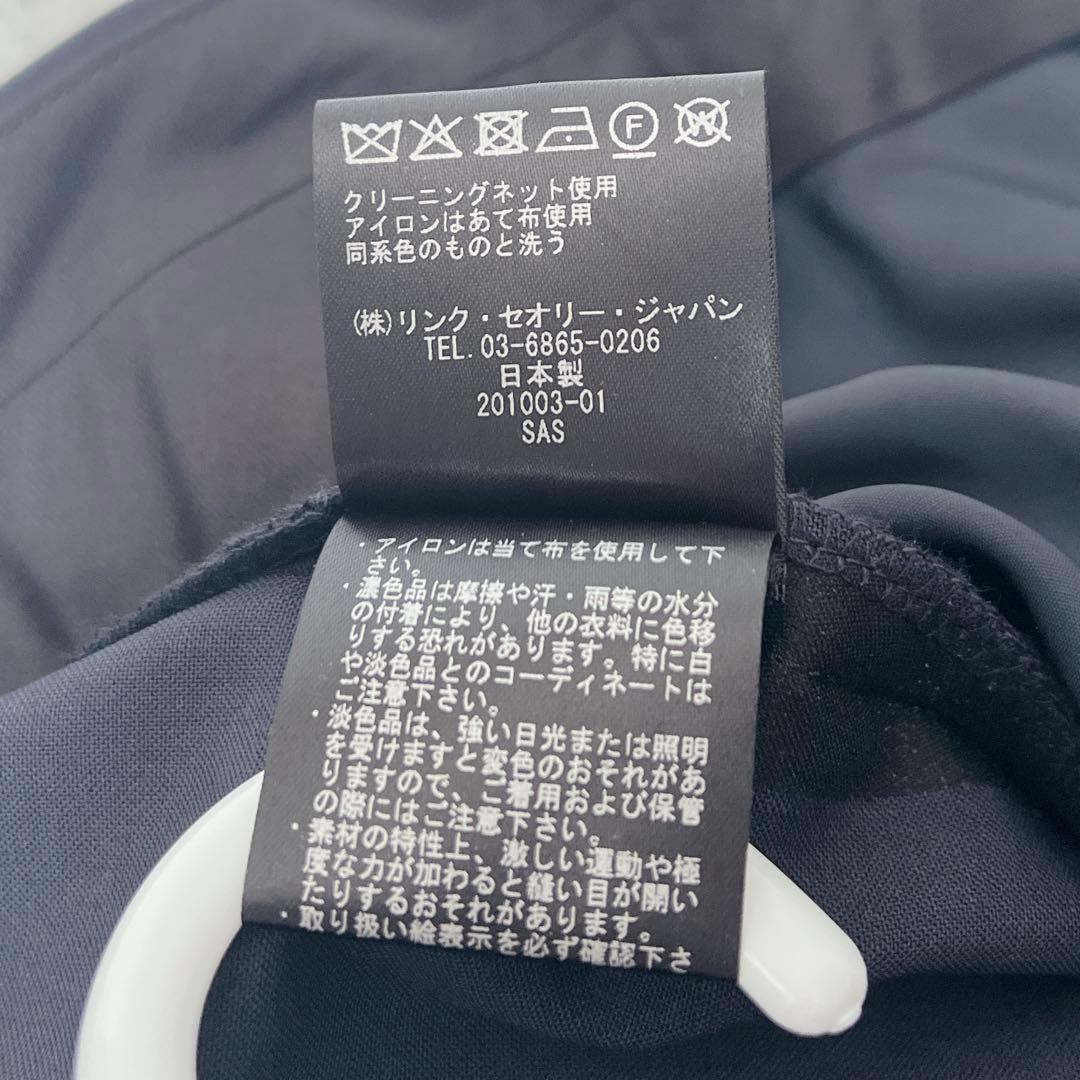 F W
クリーニングネット使用
アイロンはあて布使用
同系色のものと洗う
(株)リンク・セオリー・ジャパン
TEL. 03-6865-0206
日本製
201003-01
SAS
・アイロンは当て布を使用して下
さい。
・濃色品は摩擦や汗・雨等の水分
の付着により、他の衣料に色移
りする恐れがあります。特に白
や淡色品とのコーディネートは
ご注意下さい。
・淡色品は、強い日光または照明
を受けますと変色のおそれがあ
りますので、ご着用および保管
の際にはご注意下さい。
・素材の特性上、激しい運動や極
度な力が加わると縫い目が開い
たりするおそれがあります。
・取り扱い絵表示を必ず確認下さ